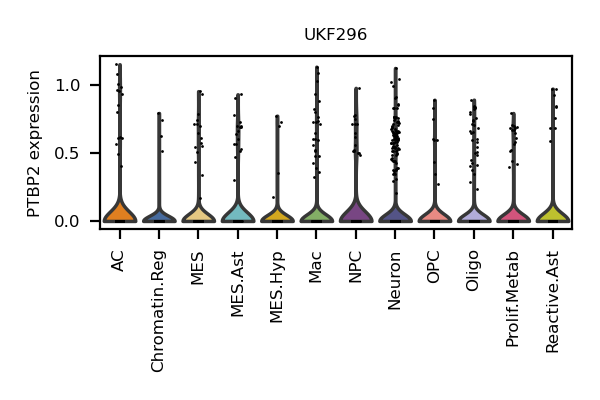 UKF296
PTBP2 expression
1.0
0.5
0.0
AC
Chromatin.Reg
MES
MES.Ast
MES.Hyp
Mac
NPC
Neuron
OPC
Oligo
Prolif.Metab
Reactive.Ast